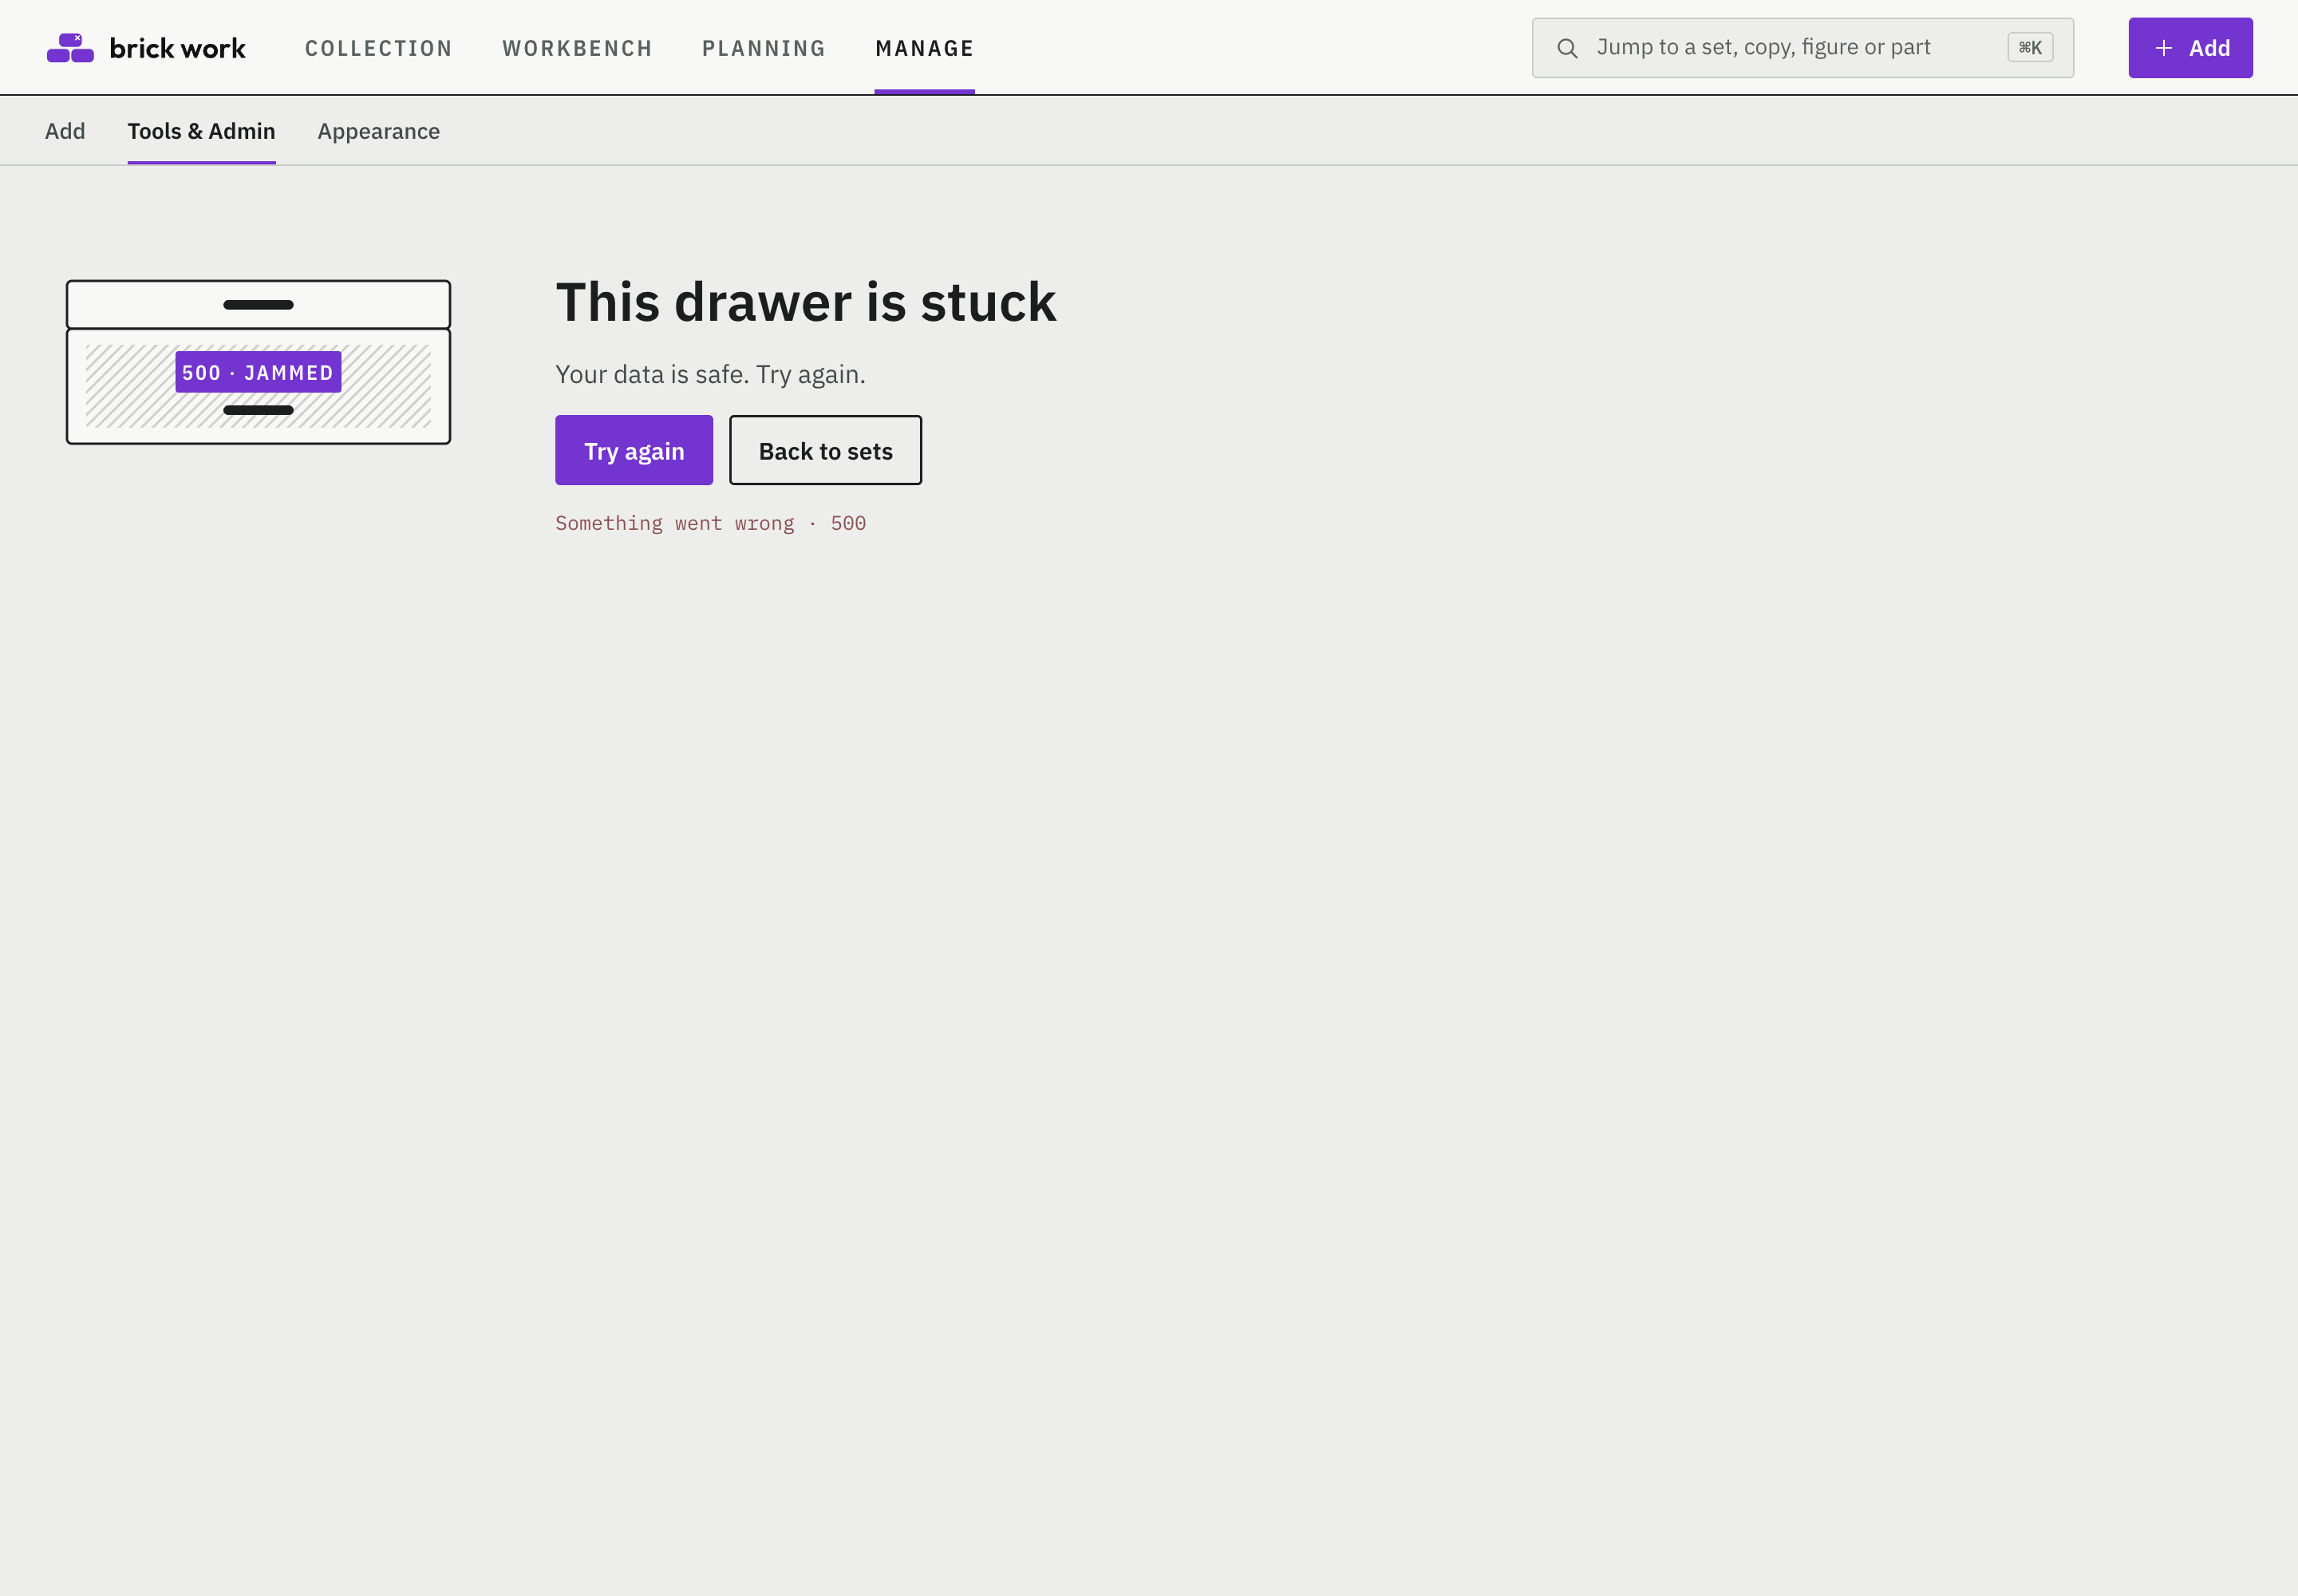 brick work
COLLECTION
WORKBENCH
PLANNING
MANAGE
Jump to a set, copy, figure or part
⌘K
+ Add
Add
Tools & Admin
Appearance
500 · JAMMED
This drawer is stuck
Your data is safe. Try again.
Try again
Back to sets
Something went wrong · 500